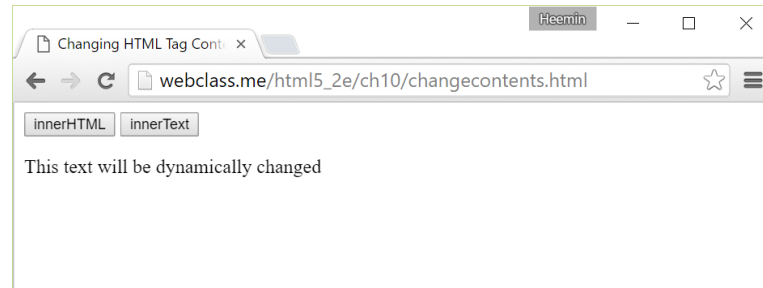 Heemin
Changing HTML Tag Cont
webclass.me/html5_2e/ch10/changecontents.html
innerHTML innerText
This text will be dynamically changed